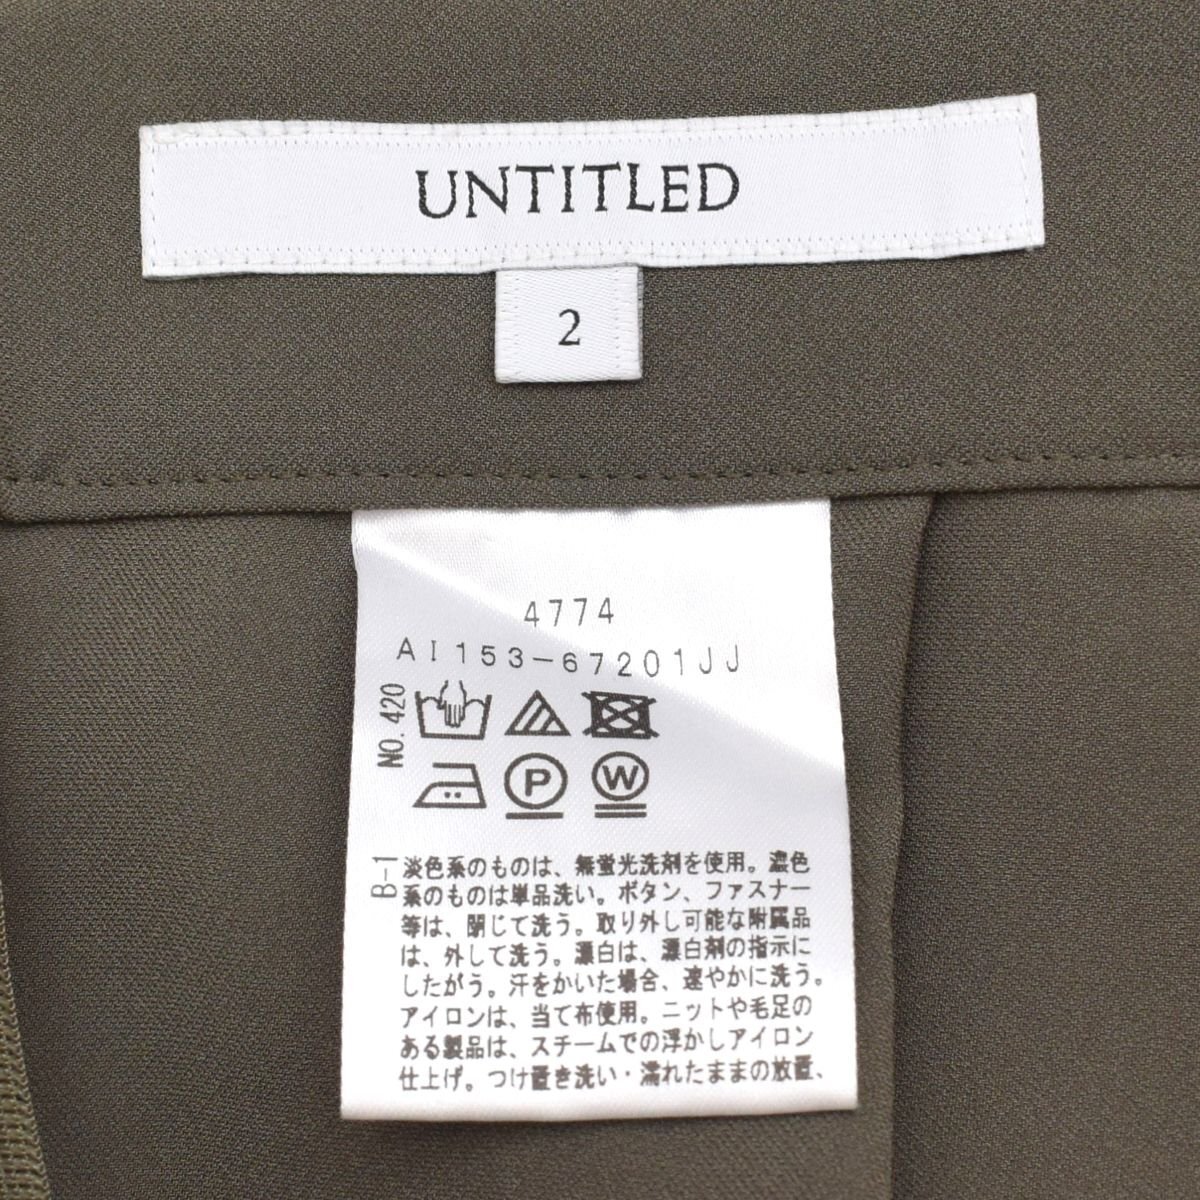 UNTITLED
2
4774
AI153-67201JJ
NO. 420
P
W
B-1
淡色系のものは、無蛍光洗剤を使用。濃色
系のものは単品洗い。ボタン、ファスナー
等は、閉じて洗う。取り外し可能な附属品
は、外して洗う。漂白は、漂白剤の指示に
したがう。汗をかいた場合、速やかに洗う。
アイロンは、当て布使用。ニットや毛足の
ある製品は、スチームでの浮かしアイロン
仕上げ。つけ置き洗い・濡れたままの放置、